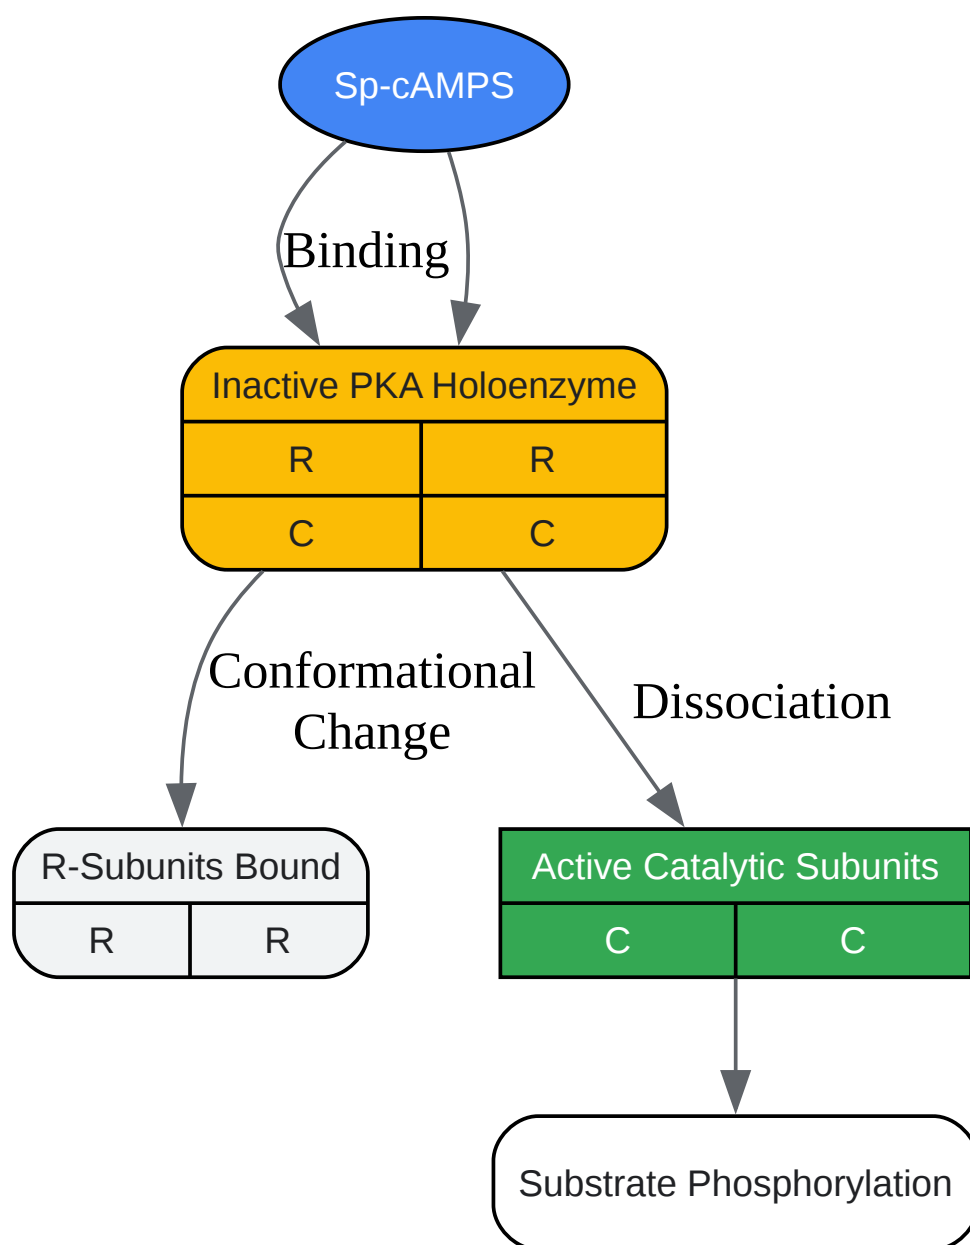 Sp-cAMPS
Binding
Inactive PKA Holoenzyme
R R
C C
Conformational
Change
Dissociation
R-Subunits Bound
R R
Active Catalytic Subunits
C C
Substrate Phosphorylation